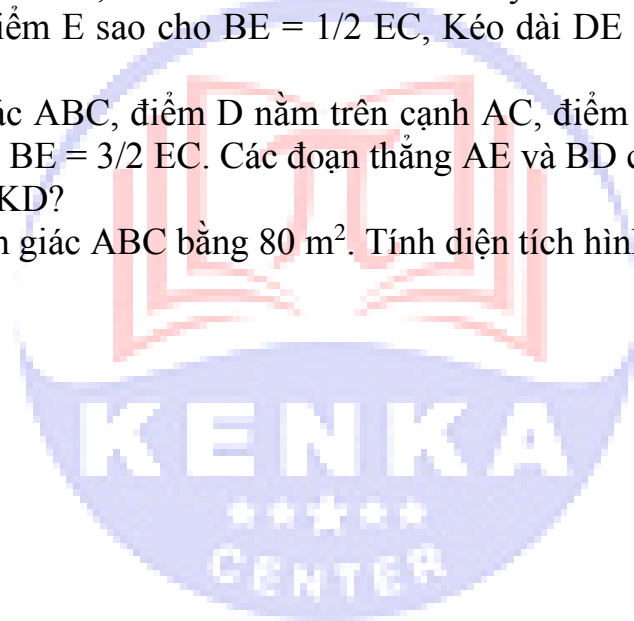 iểm E sao cho BE = 1/2 EC, Kéo dài DE
ác ABC, điểm D nằm trên cạnh AC, điểm
BE = 3/2 EC. Các đoạn thẳng AE và BD c
KD?
n giác ABC bằng 80 m². Tính diện tích hình
KENKA
CENTER